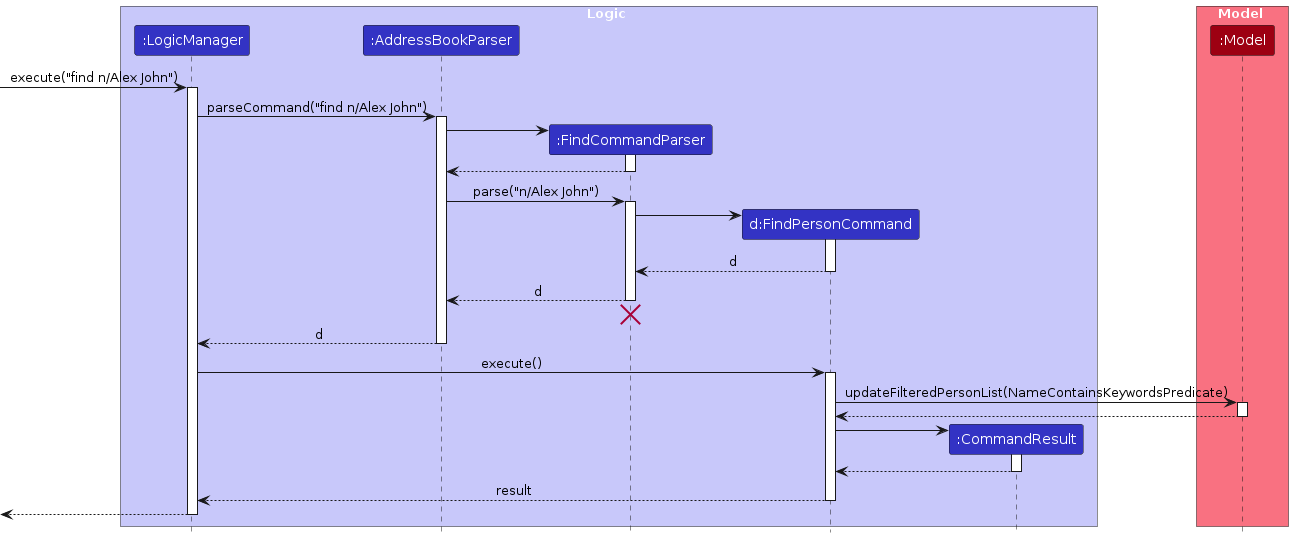 Logic
Model
:LogicManager
:AddressBookParser
:Model
execute("find n/Alex John")
parseCommand("find n/Alex John")
:FindCommandParser
parse("n/Alex John")
d:FindPersonCommand
d
d
d
execute()
updateFilteredPersonList(NameContainsKeywordsPredicate)
:CommandResult
result